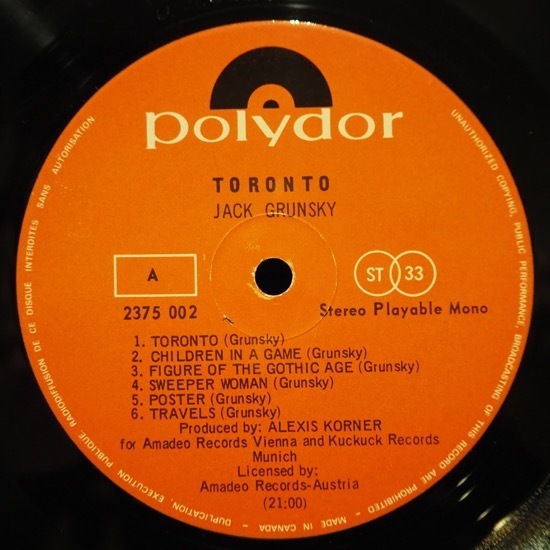 polydor
TORONTO
JACK GRUNSKY
A
ST 33
2375 002
Stereo Playable Mono
1. TORONTO (Grunsky)
2. CHILDREN IN A GAME (Grunsky)
3. FIGURE OF THE GOTHIC AGE (Grunsky)
4. SWEEPER WOMAN (Grunsky)
5. POSTER (Grunsky)
6. TRAVELS (Grunsky)
Produced by: ALEXIS KORNER
for Amadeo Records Vienna and Kuckuck Records
Munich
Licensed by:
Amadeo Records-Austria
(21:00)
UNAUTHORIZED COPYING, PUBLIC PERFORMANCE, BROADCASTING OF THIS RECORD ARE PROHIBITED - MADE IN CANADA - DUPLICATION, EXECUTION PUBLIQUE, RADIODIFFUSION DE CE DISQUE INTERDITES SANS AUTORISATION